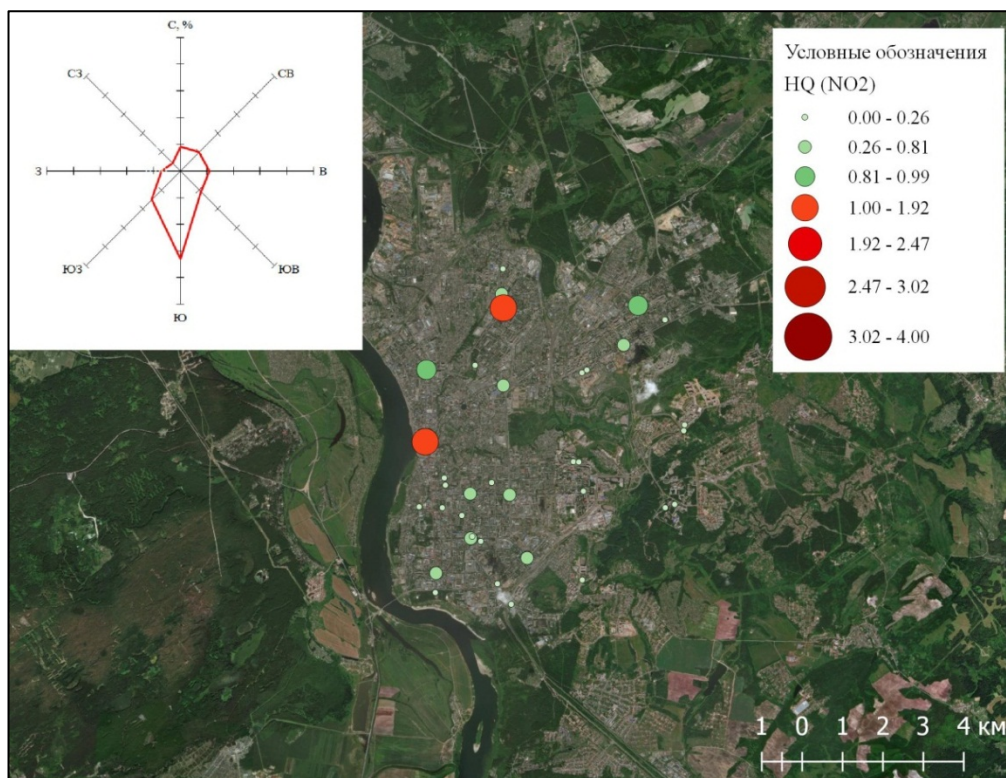 С, %
СЗ
СВ
З
В
ЮЗ
ЮВ
Ю
Условные обозначения
HQ (NO2)
0.00 - 0.26
0.26 - 0.81
0.81 - 0.99
1.00 - 1.92
1.92 - 2.47
2.47 - 3.02
3.02 - 4.00
1 0 1 2 3 4 км